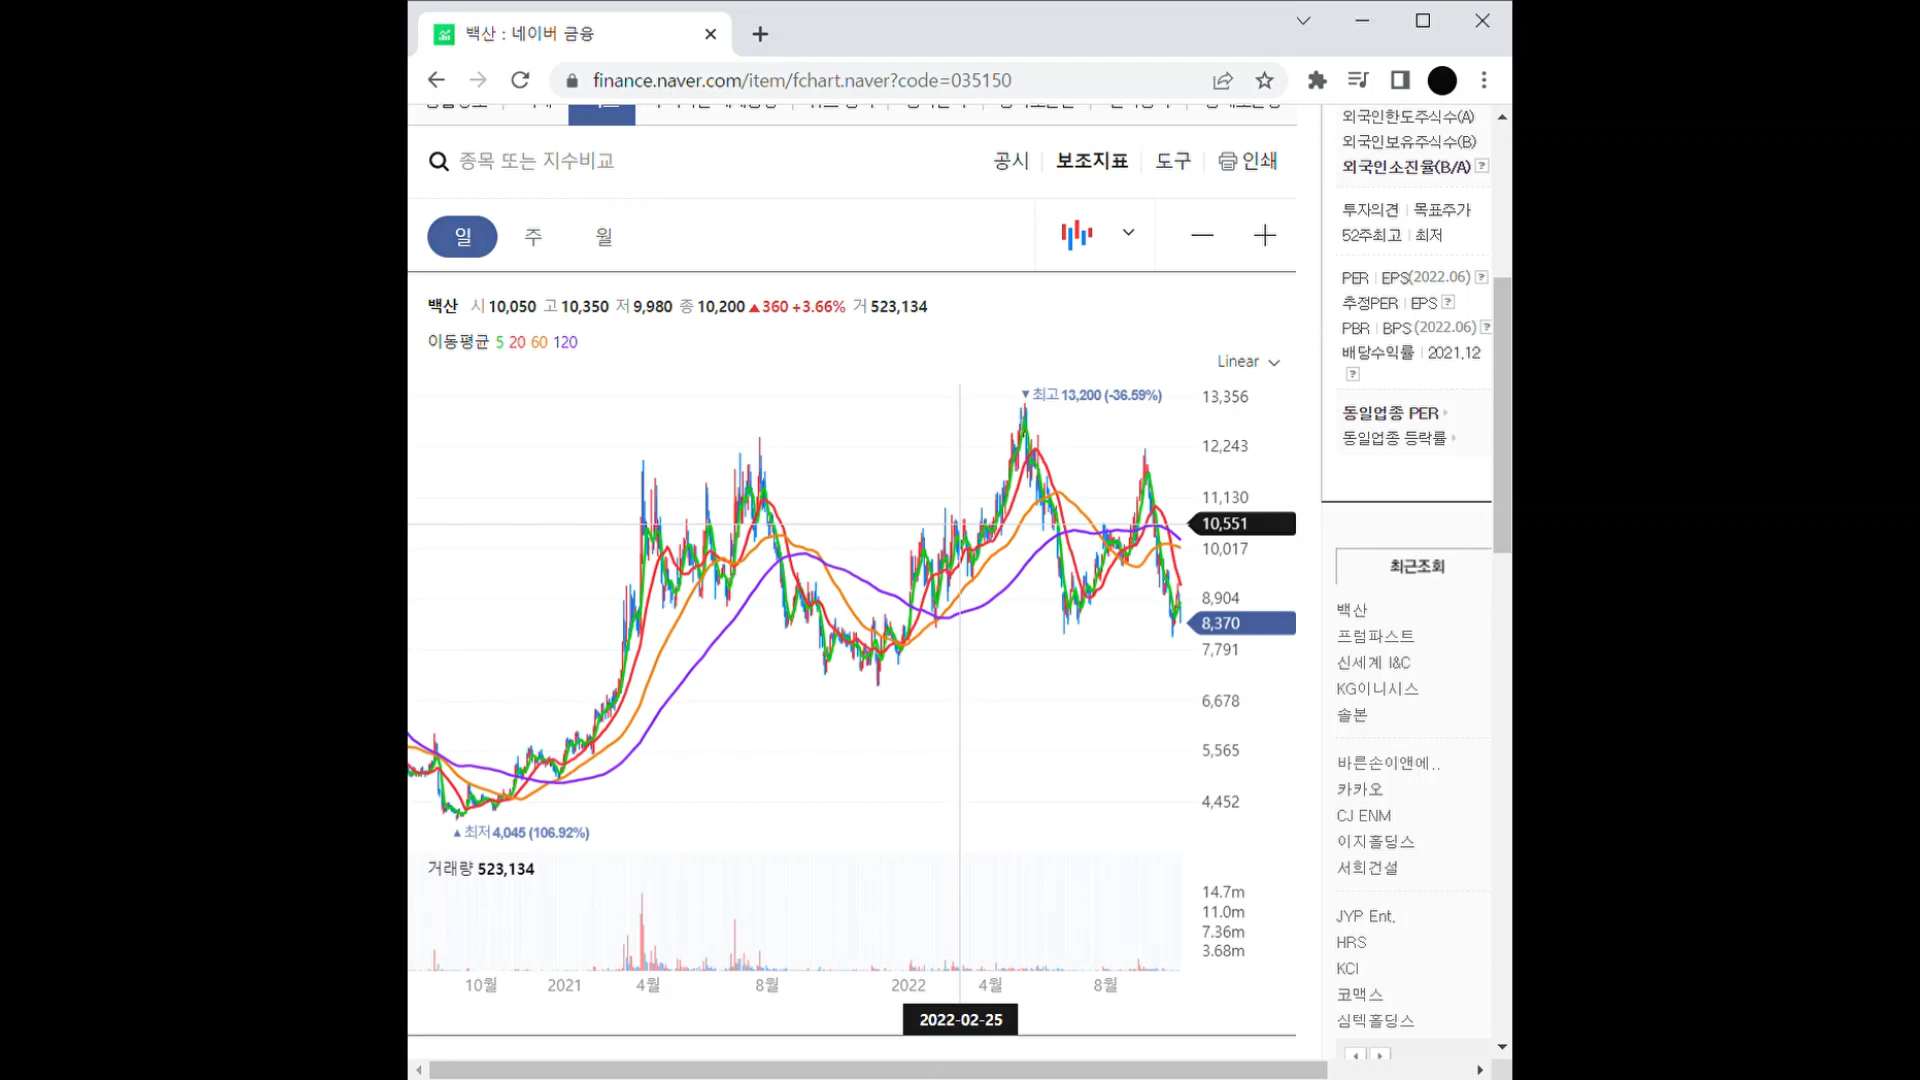 백산 : 네이버 금융
finance.naver.com/item/fchart.naver?code=035150
종목 또는 지수비교
공시 보조지표 도구 인쇄
일 주 월
백산 시 10,050 고 10,350 저 9,980 종 10,200 ▲360 +3.66% 거 523,134
이동평균 5 20 60 120
Linear
▼최고 13,200 (-36.59%)
13,356
12,243
11,130
10,551
10,017
8,904
8,370
7,791
6,678
5,565
4,452
▲최저 4,045 (106.92%)
거래량 523,134
14.7m
11.0m
7.36m
3.68m
10월 2021 4월 8월 2022 4월 8월
2022-02-25
외국인한도주식수(A)
외국인보유주식수(B)
외국인소진율(B/A) ?
투자의견 | 목표주가
52주최고 | 최저
PER | EPS(2022.06) ?
추정PER | EPS ?
PBR | BPS (2022.06) ?
배당수익률 | 2021.12
?
동일업종 PER
동일업종 등락률
최근조회
백산
프럼파스트
신세계 I&C
KG이니시스
솔본
바른손이앤에..
카카오
CJ ENM
이지홀딩스
서희건설
JYP Ent.
HRS
KCI
코맥스
심텍홀딩스